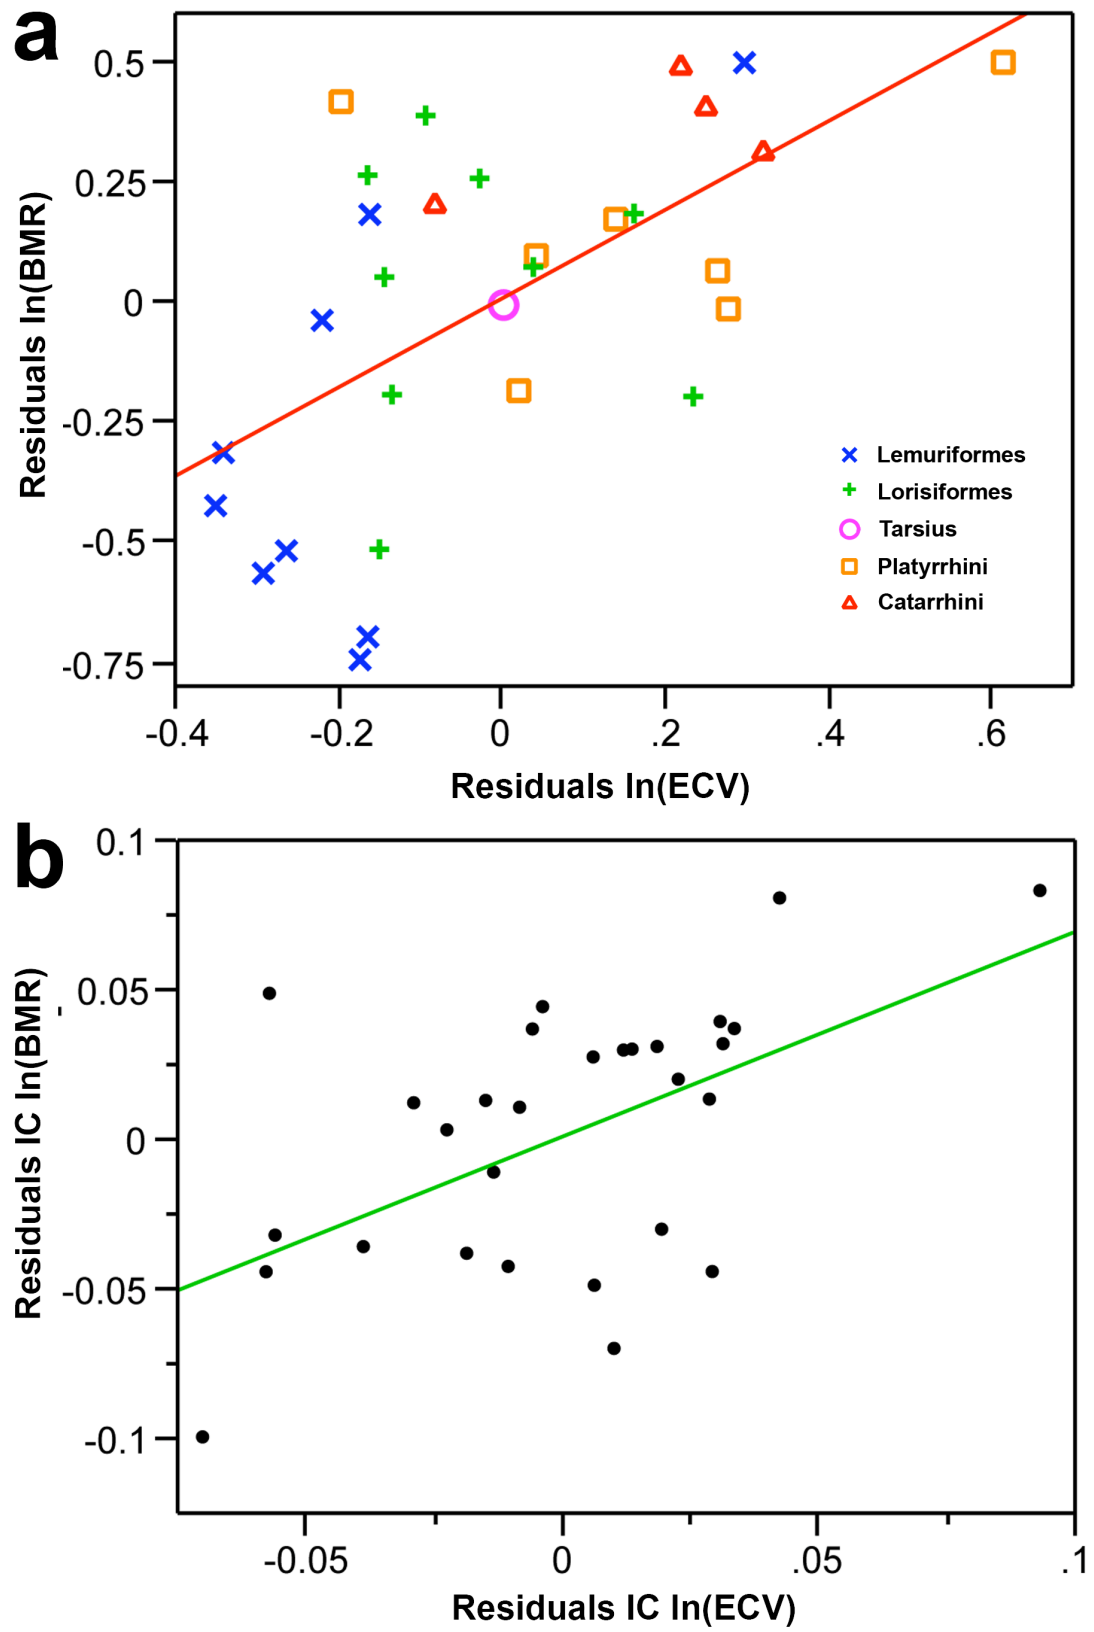 a
0.5
0.25
0
-0.25
-0.5
-0.75
Residuals ln(BMR)
Lemuriformes
Lorisiformes
Tarsius
Platyrrhini
Catarrhini
-0.4 -0.2 0 .2 .4 .6
Residuals ln(ECV)
b
0.1
0.05
0
-0.05
-0.1
Residuals IC ln(BMR)
-0.05 0 .05 .1
Residuals IC ln(ECV)